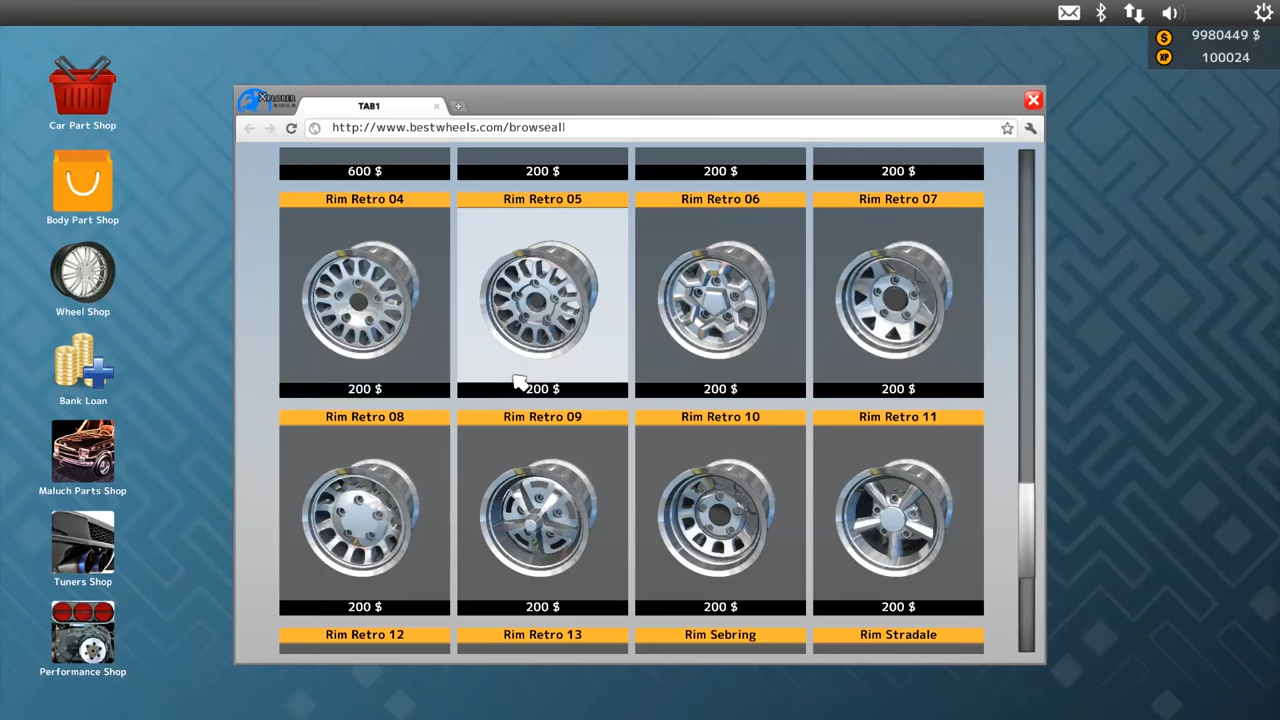 9980449 $
100024
Car Part Shop
Body Part Shop
Wheel Shop
Bank Loan
Maluch Parts Shop
Tuners Shop
Performance Shop
XPLORER
TAB1
http://www.bestwheels.com/browseall
600 $
200 $
200 $
200 $
Rim Retro 04
Rim Retro 05
Rim Retro 06
Rim Retro 07
200 $
200 $
200 $
200 $
Rim Retro 08
Rim Retro 09
Rim Retro 10
Rim Retro 11
200 $
200 $
200 $
200 $
Rim Retro 12
Rim Retro 13
Rim Sebring
Rim Stradale